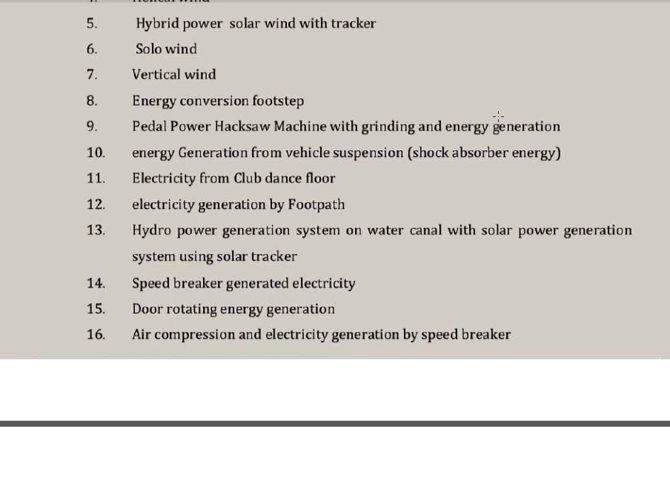 5. Hybrid power solar wind with tracker
6. Solo wind
7. Vertical wind
8. Energy conversion footstep
9. Pedal Power Hacksaw Machine with grinding and energy generation
10. energy Generation from vehicle suspension (shock absorber energy)
11. Electricity from Club dance floor
12. electricity generation by Footpath
13. Hydro power generation system on water canal with solar power generation
system using solar tracker
14. Speed breaker generated electricity
15. Door rotating energy generation
16. Air compression and electricity generation by speed breaker